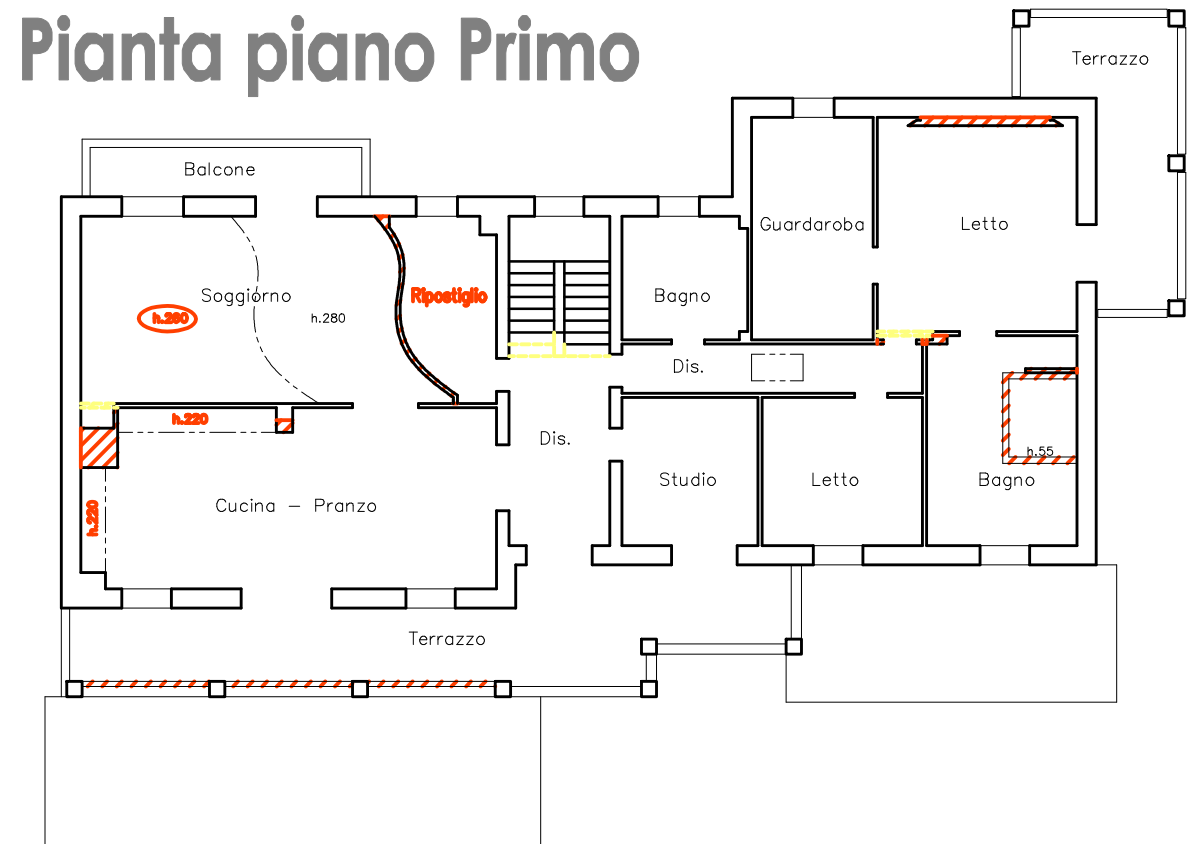 Pianta piano Primo
Terrazzo
Balcone
Guardaroba
Letto
Soggiorno
Ripostiglio
Bagno
h.280
h.280
Dis.
h.220
Dis.
h.55
Studio
Letto
Bagno
Cucina – Pranzo
h.220
Terrazzo